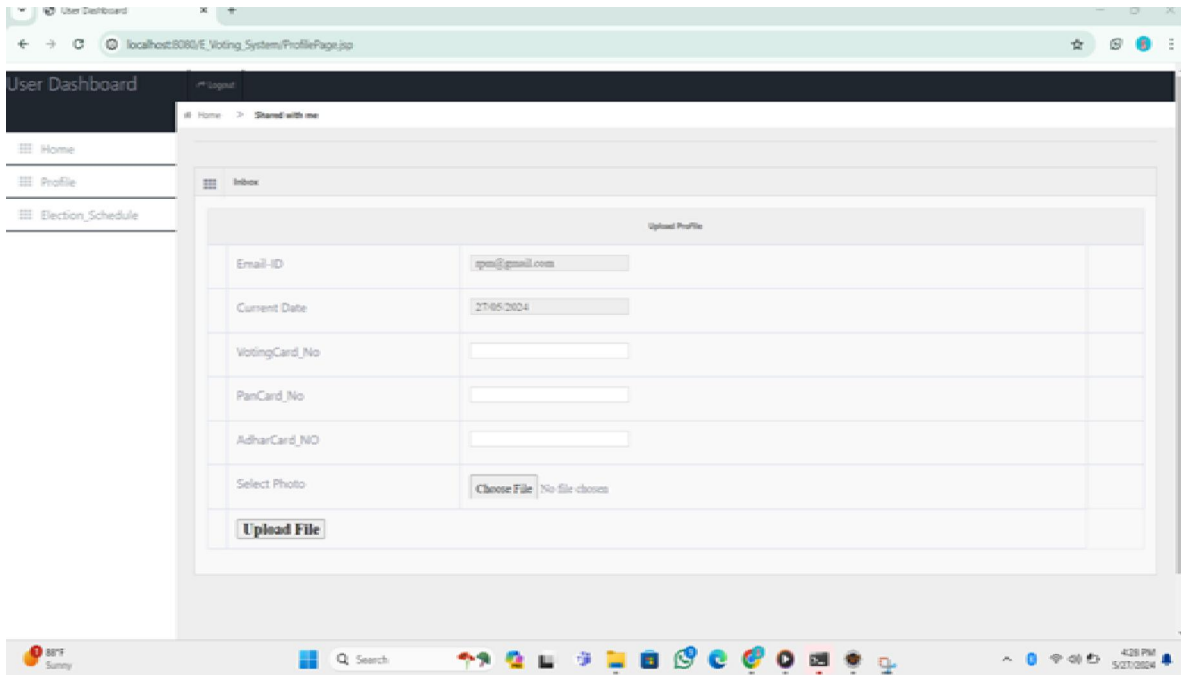 User Dashboard
localhost:8080/E_Voting_System/ProfilePage.jsp
User Dashboard
Logout
Home > Shared with me
Home
Profile
Election_Schedule
Inbox
Upload Profile
Email-ID
@gmail.com
Current Date
27/05/2024
VotingCard_No
PanCard_No
AdharCard_NO
Select Photo
Choose File No file chosen
Upload File
88°F
Sunny
Search
4:28 PM
5/27/2024